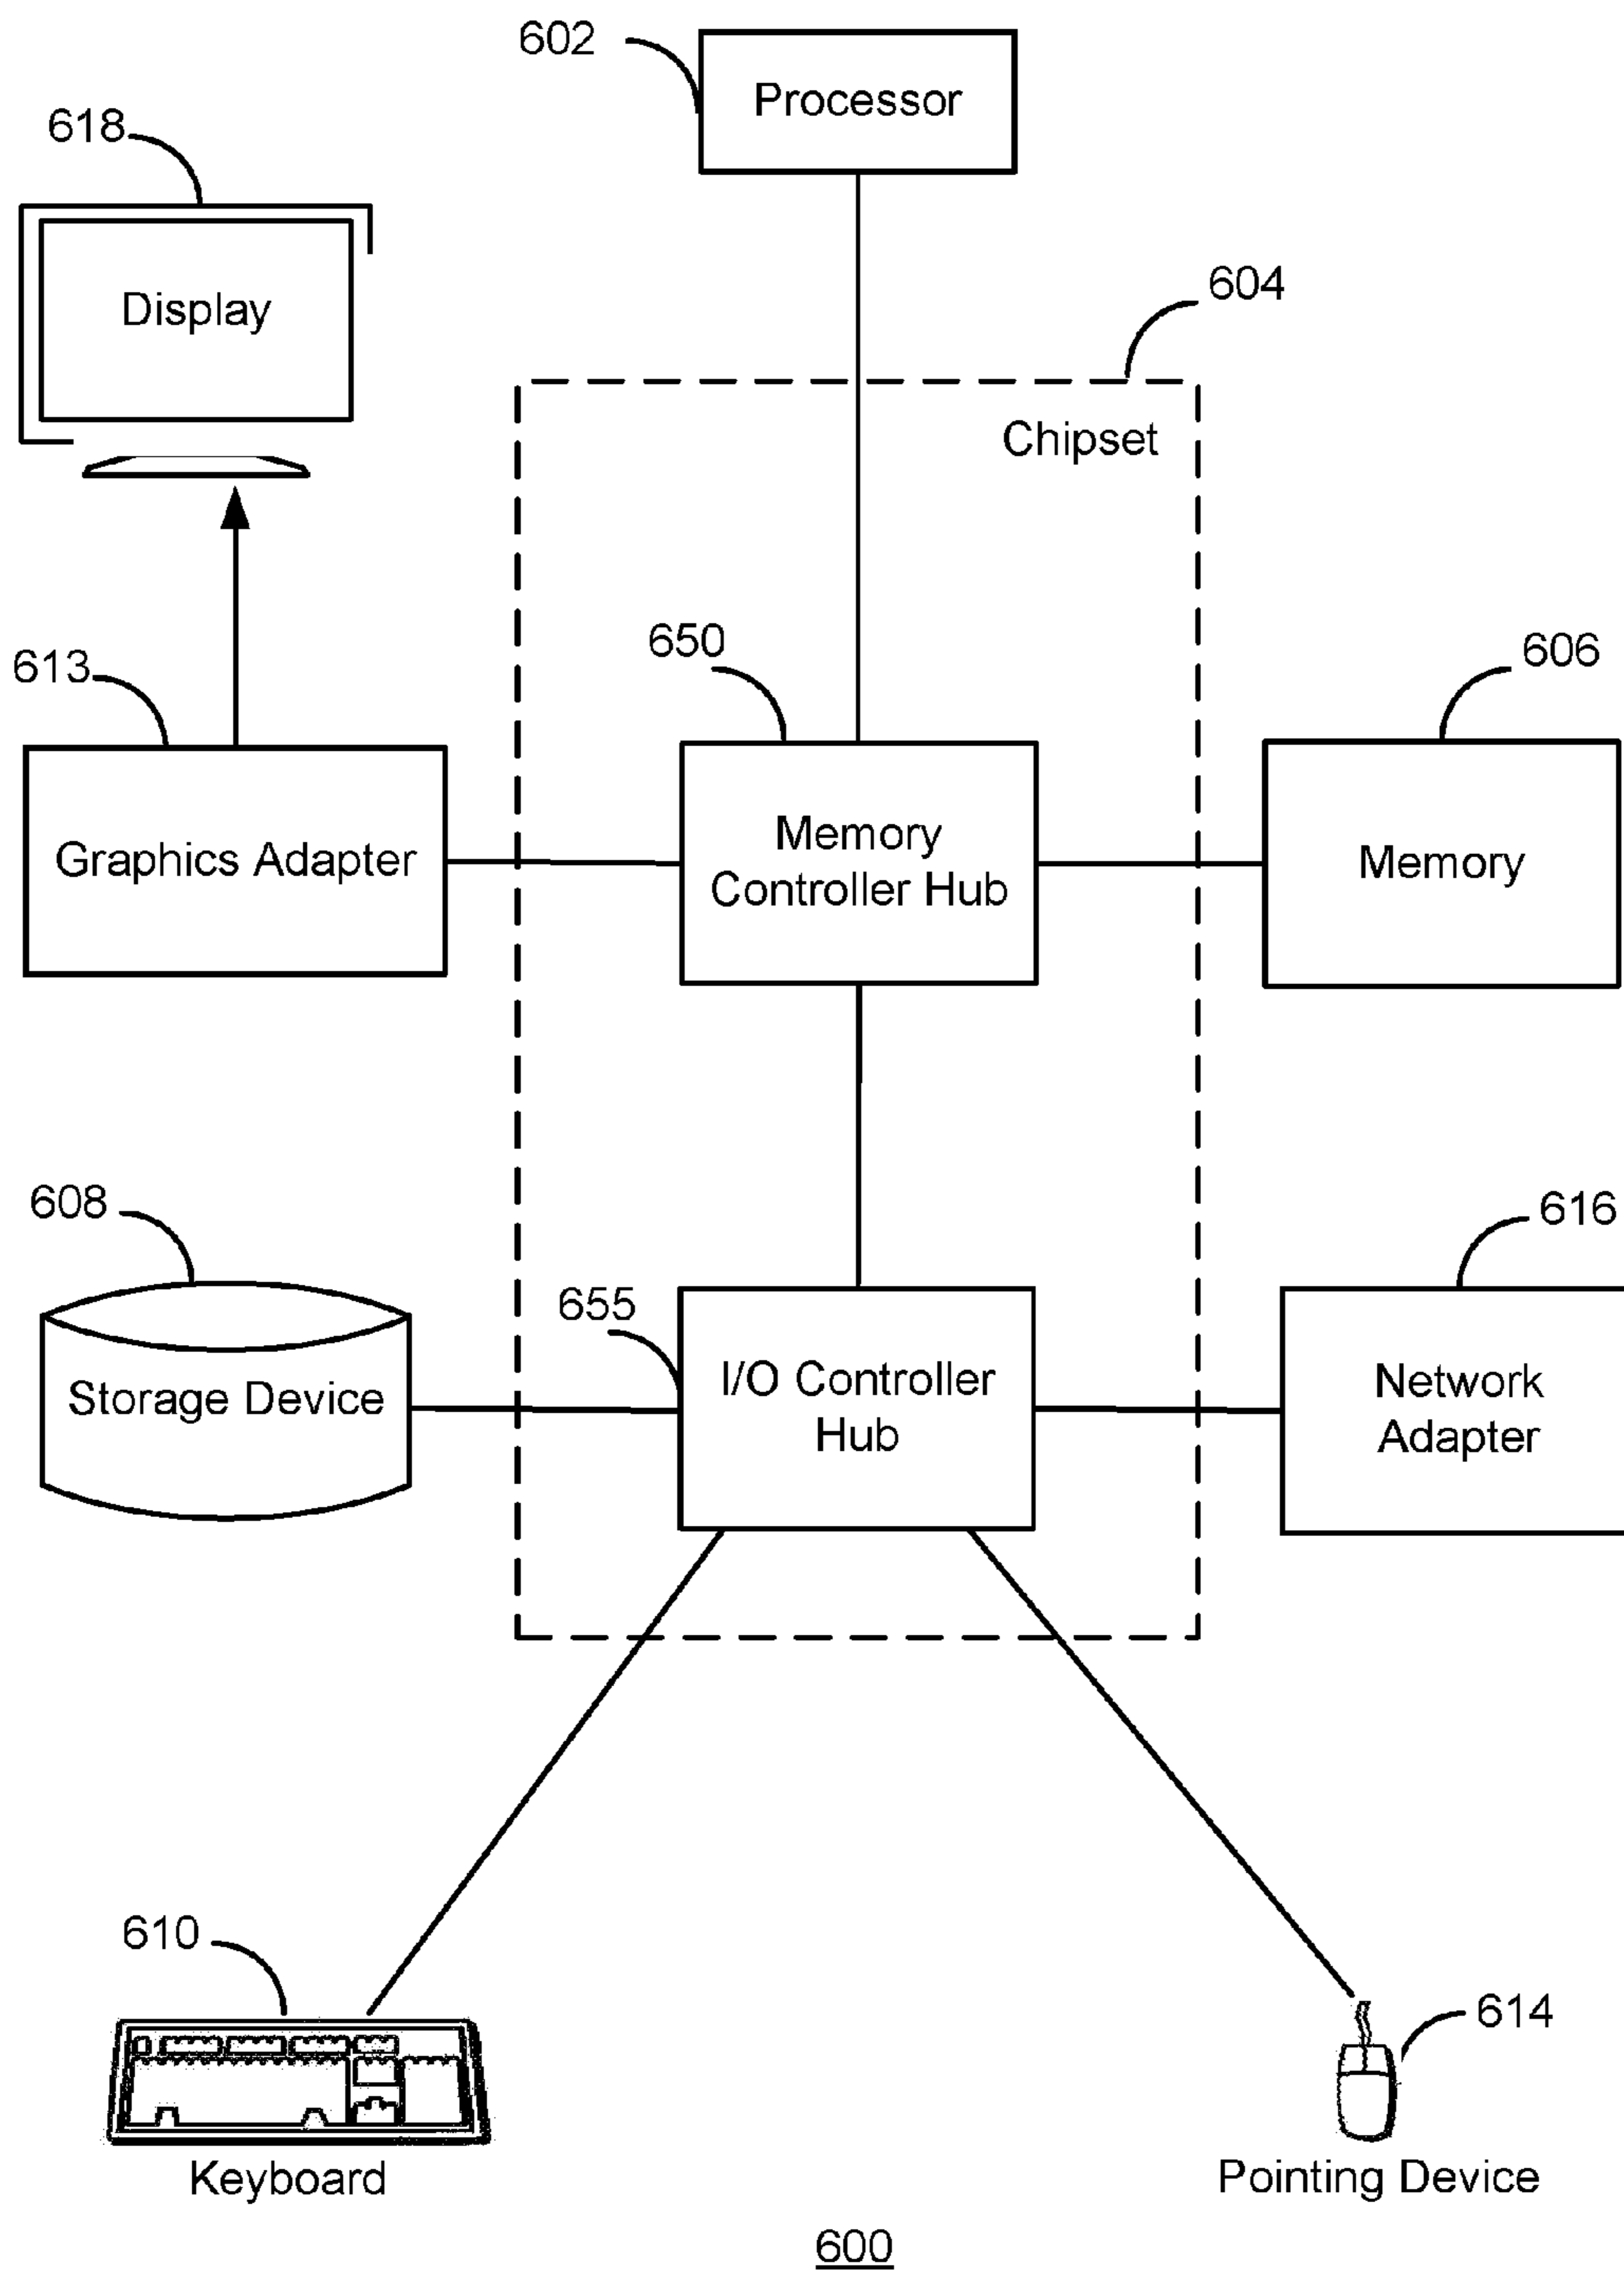 602
Processor
618
Display
604
Chipset
650
613
606
Graphics Adapter
Memory
Controller Hub
Memory
608
616
655
Storage Device
I/O Controller
Hub
Network
Adapter
610
614
Keyboard
Pointing Device
600